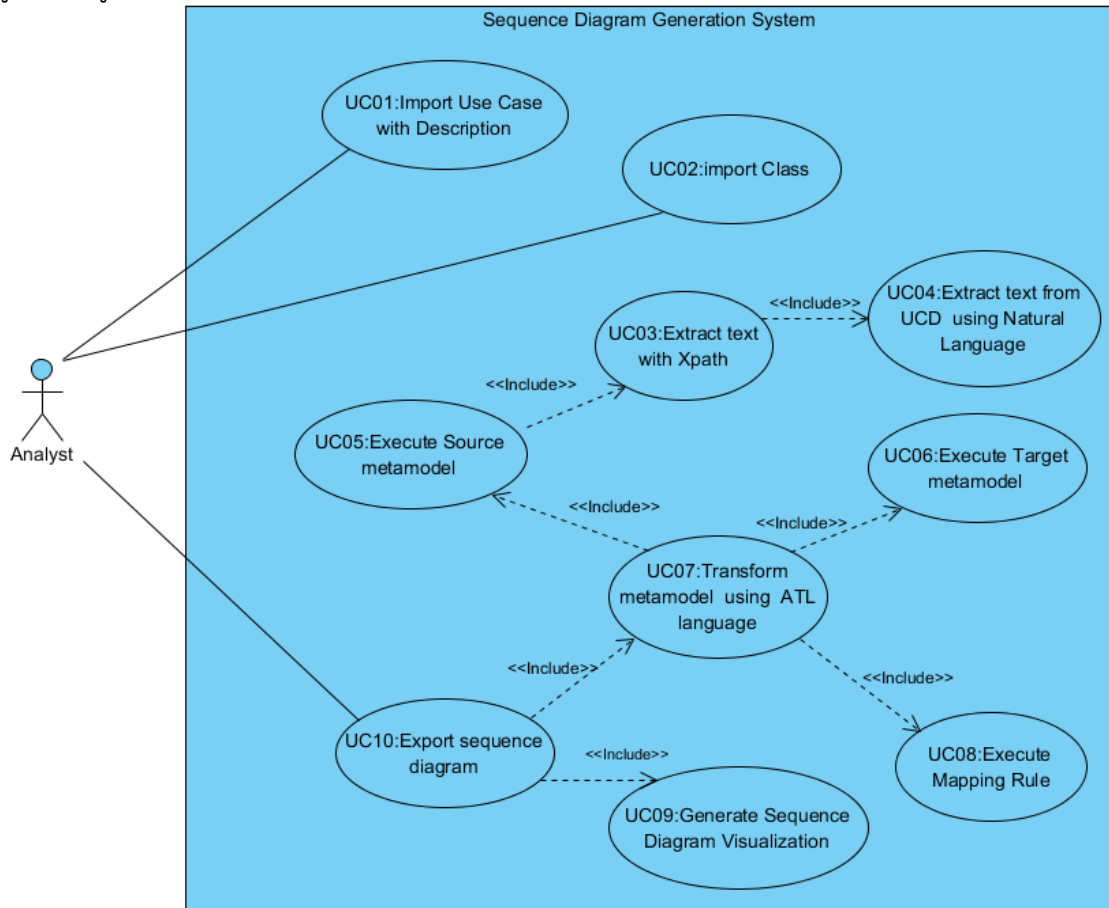 Sequence Diagram Generation System
UC01:Import Use Case
with Description
UC02:import Class
UC04:Extract text from
UCD using Natural
Language
<<Include>>
UC03:Extract text
with Xpath
<<Include>>
Analyst
UC05:Execute Source
metamodel
UC06:Execute Target
metamodel
<<Include>>
<<Include>>
UC07:Transform
metamodel using ATL
language
<<Include>>
<<Include>>
UC10:Export sequence
diagram
<<Include>>
UC08:Execute
Mapping Rule
UC09:Generate Sequence
Diagram Visualization